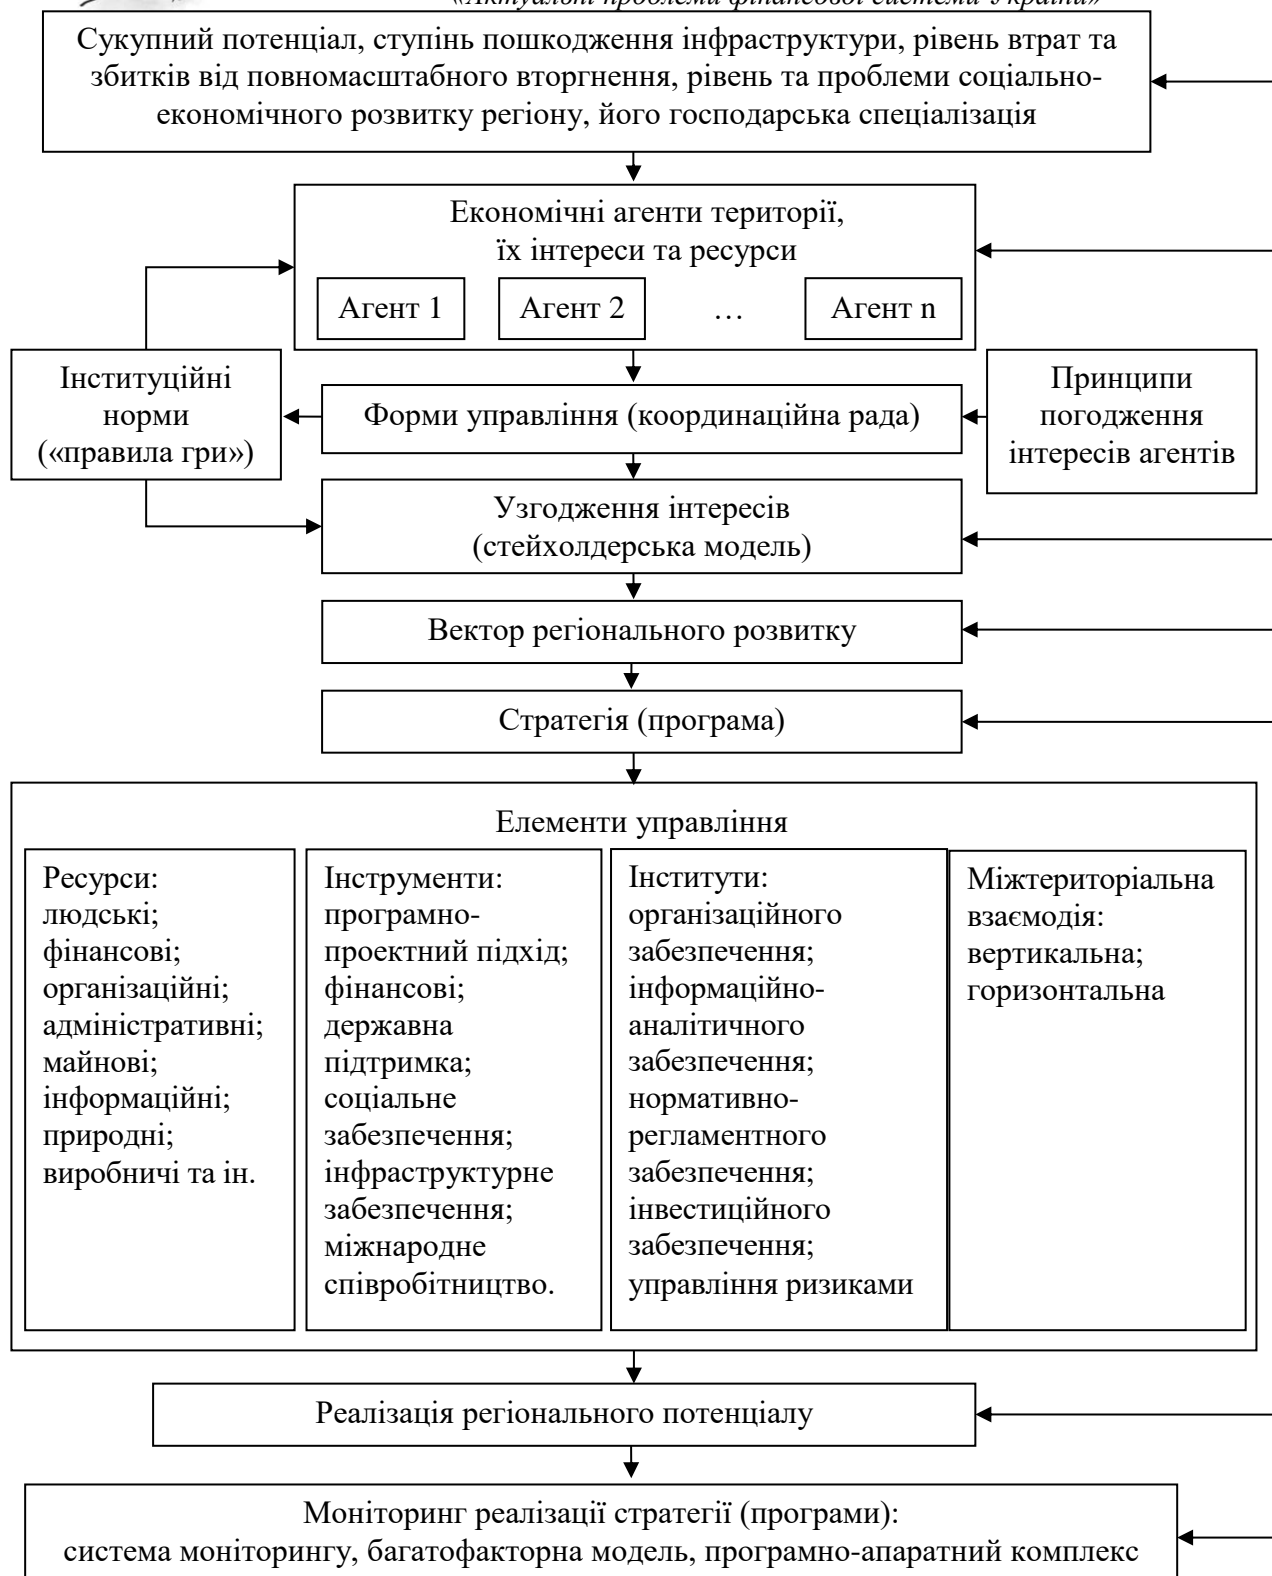 «Актуальні проблеми фінансової системи України»
Сукупний потенціал, ступінь пошкодження інфраструктури, рівень втрат та
збитків від повномасштабного вторгнення, рівень та проблеми соціально-
економічного розвитку регіону, його господарська спеціалізація
Економічні агенти території,
їх інтереси та ресурси
Агент 1
Агент 2
…
Агент n
Інституційні
норми
(«правила гри»)
Форми управління (координаційна рада)
Принципи
погодження
інтересів агентів
Узгодження інтересів
(стейхолдерська модель)
Вектор регіонального розвитку
Стратегія (програма)
Елементи управління
Ресурси:
людські;
фінансові;
організаційні;
адміністративні;
майнові;
інформаційні;
природні;
виробничі та ін.
Інструменти:
програмно-
проектний підхід;
фінансові;
державна
підтримка;
соціальне
забезпечення;
інфраструктурне
забезпечення;
міжнародне
співробітництво.
Інститути:
організаційного
забезпечення;
інформаційно-
аналітичного
забезпечення;
нормативно-
регламентного
забезпечення;
інвестиційного
забезпечення;
управління ризиками
Міжтериторіальна
взаємодія:
вертикальна;
горизонтальна
Реалізація регіонального потенціалу
Моніторинг реалізації стратегії (програми):
система моніторингу, багатофакторна модель, програмно-апаратний комплекс